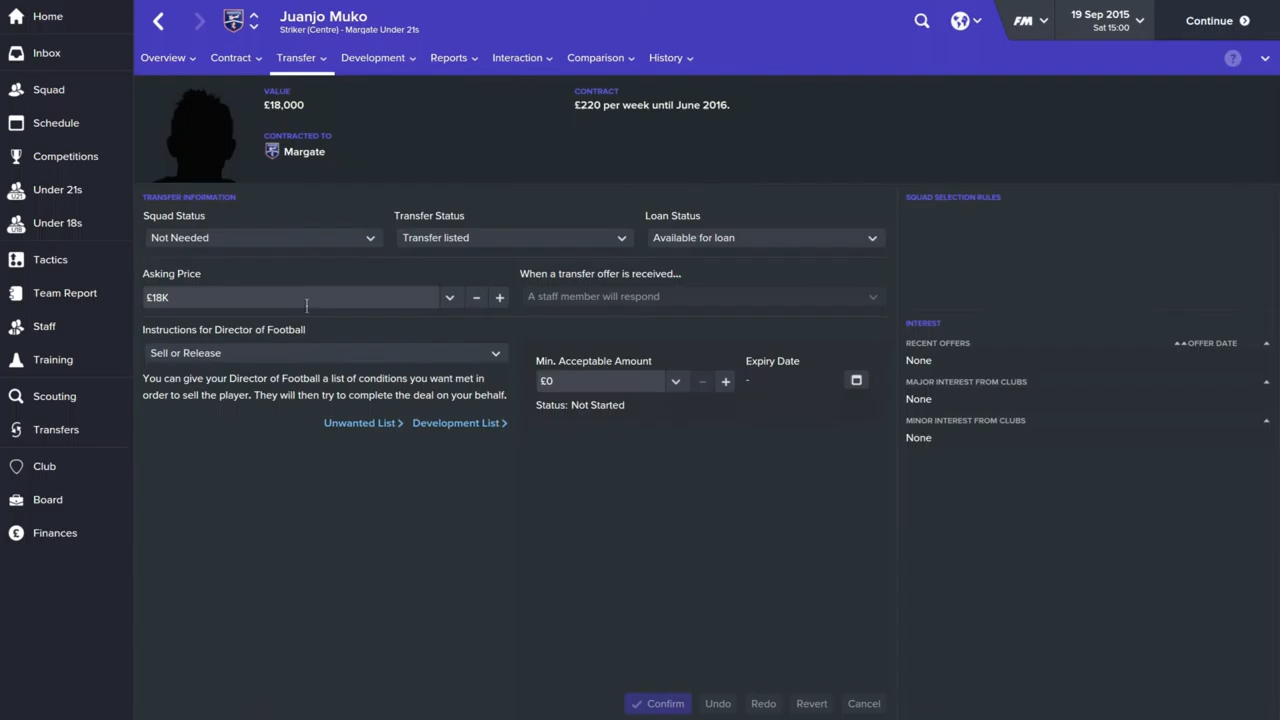 Home
Inbox
Squad
Schedule
Competitions
Under 21s
Under 18s
Tactics
Team Report
Staff
Training
Scouting
Transfers
Club
Board
Finances
Juanjo Muko
Striker (Centre) - Margate Under 21s
FM
19 Sep 2015
Sat 15:00
Continue
Overview
Contract
Transfer
Development
Reports
Interaction
Comparison
History
?
VALUE
£18,000
CONTRACT
£220 per week until June 2016.
CONTRACTED TO
Margate
TRANSFER INFORMATION
Squad Status
Transfer Status
Loan Status
Not Needed
Transfer listed
Available for loan
Asking Price
When a transfer offer is received...
£18K
A staff member will respond
Instructions for Director of Football
Sell or Release
You can give your Director of Football a list of conditions you want met in
order to sell the player. They will then try to complete the deal on your behalf.
Unwanted List
Development List
Min. Acceptable Amount
Expiry Date
£0
-
Status: Not Started
SQUAD SELECTION RULES
INTEREST
RECENT OFFERS
OFFER DATE
None
MAJOR INTEREST FROM CLUBS
None
MINOR INTEREST FROM CLUBS
None
Confirm
Undo
Redo
Revert
Cancel